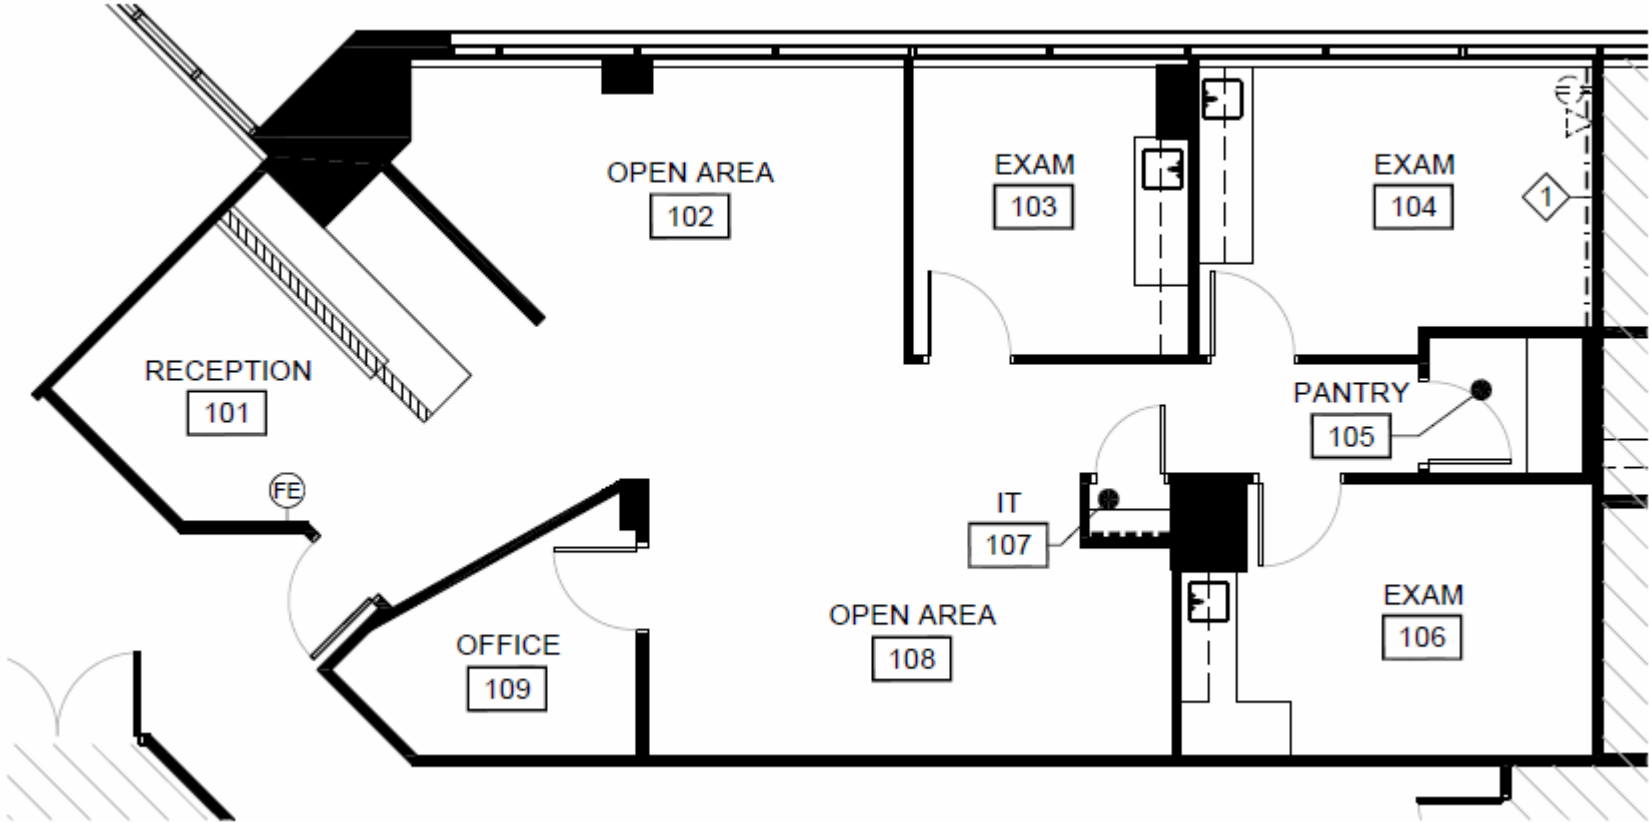 OPEN AREA
102
EXAM
103
EXAM
104
1
RECEPTION
101
PANTRY
105
FE
IT
107
OPEN AREA
108
EXAM
106
OFFICE
109